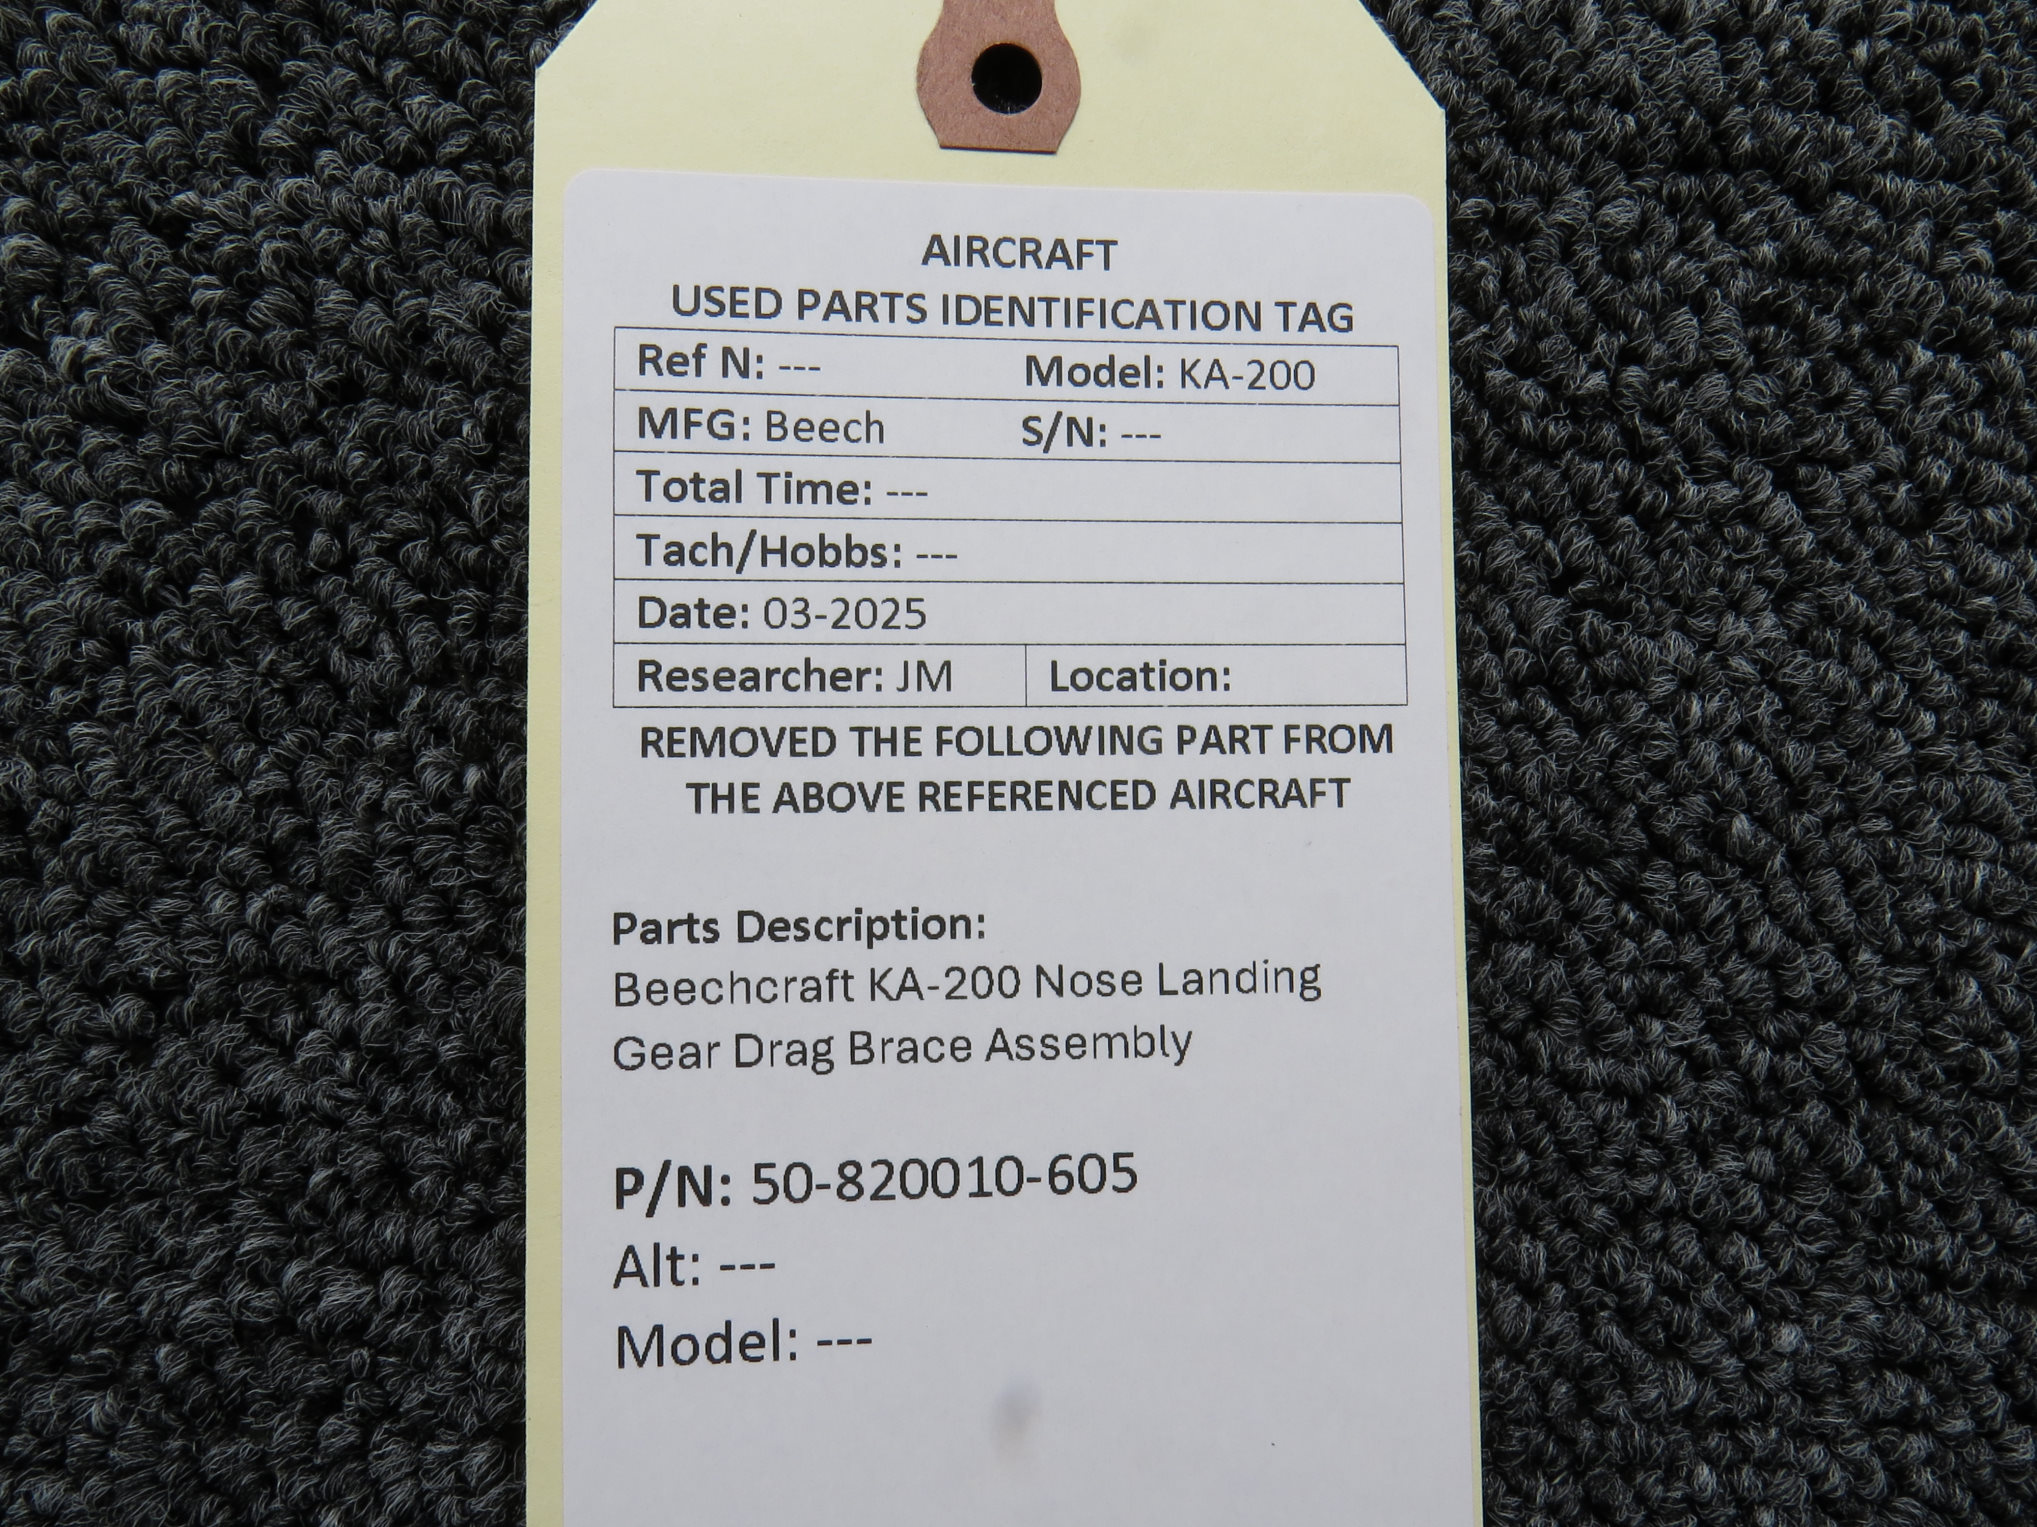 AIRCRAFT
USED PARTS IDENTIFICATION TAG
Ref N: --- Model: KA-200
MFG: Beech S/N: ---
Total Time: ---
Tach/Hobbs: ---
Date: 03-2025
Researcher: JM Location:
REMOVED THE FOLLOWING PART FROM
THE ABOVE REFERENCED AIRCRAFT
Parts Description:
Beechcraft KA-200 Nose Landing
Gear Drag Brace Assembly
P/N: 50-820010-605
Alt: ---
Model: ---